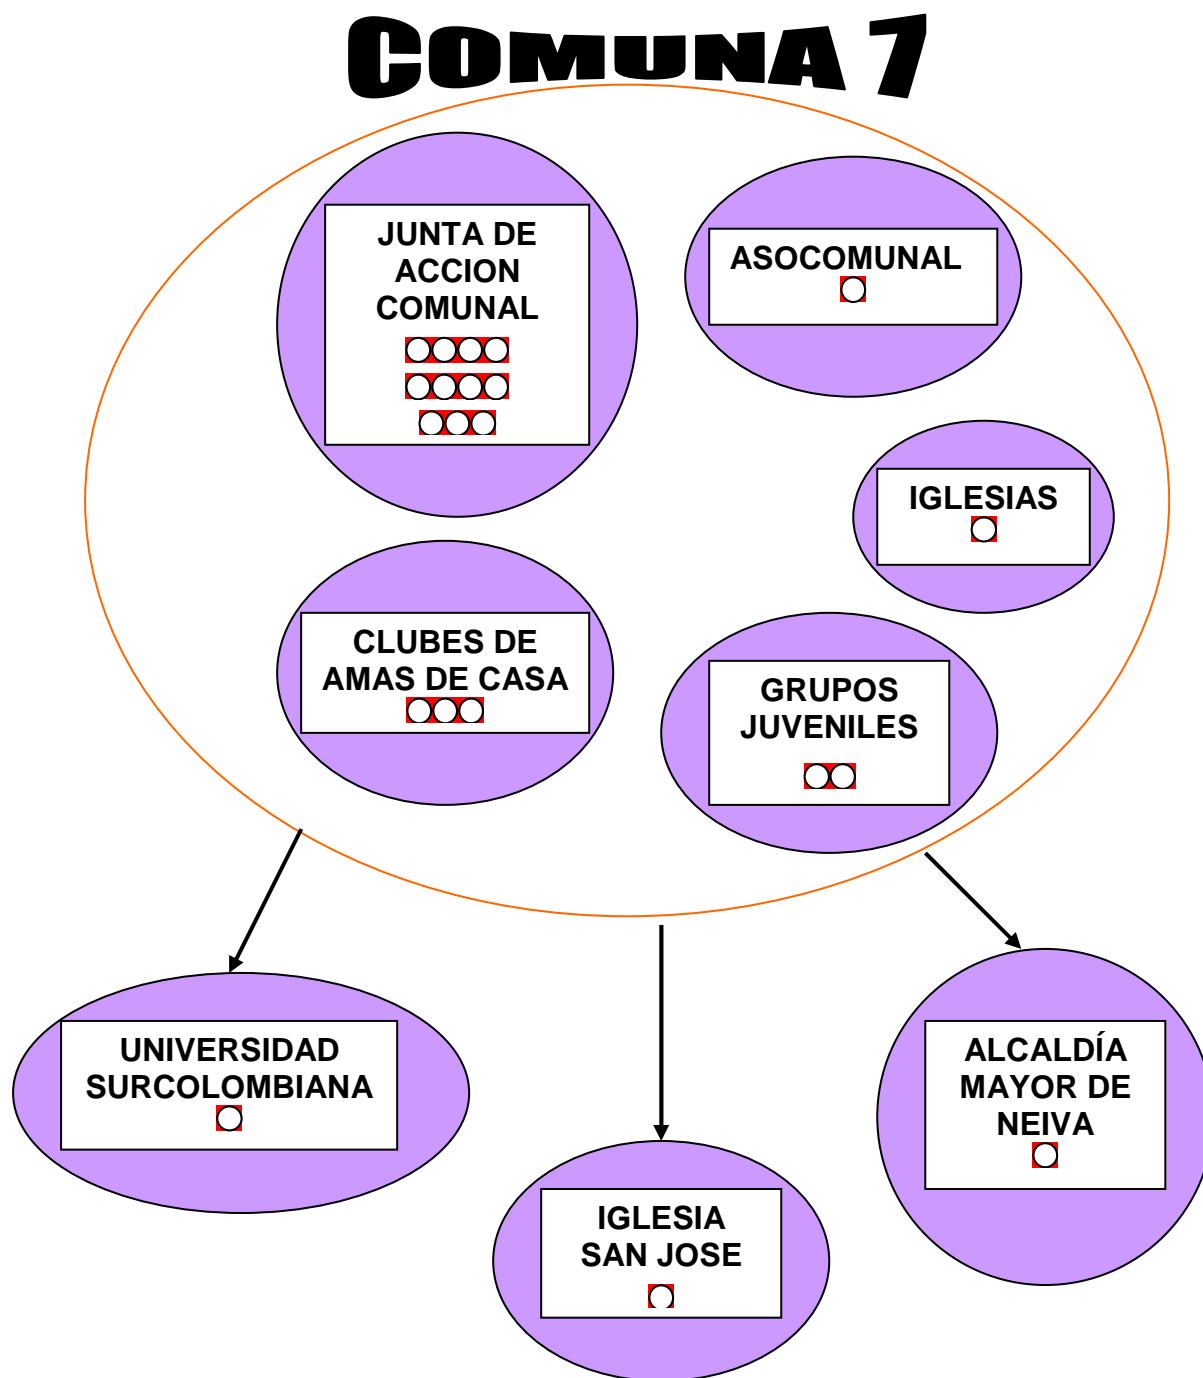 COMUNA 7
JUNTA DE
ACCION
COMUNAL
ASOCOMUNAL
IGLESIAS
CLUBES DE
AMAS DE CASA
GRUPOS
JUVENILES
UNIVERSIDAD
SURCOLOMBIANA
IGLESIA
SAN JOSE
ALCALDÍA
MAYOR DE
NEIVA